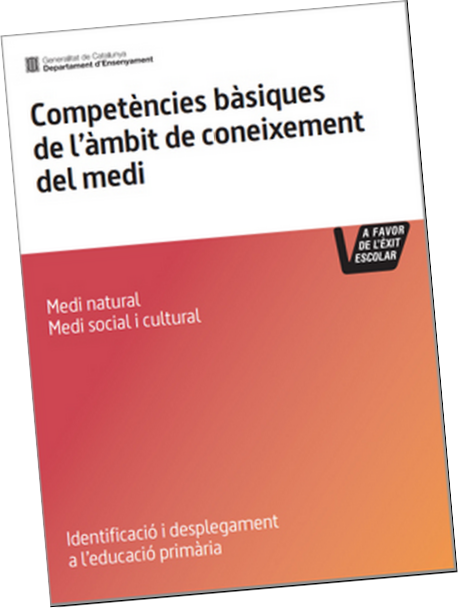 Generalitat de Catalunya
Departament d'Ensenyament
Competències bàsiques
de l'àmbit de coneixement
del medi
A FAVOR
DE L'ÈXIT
ESCOLAR
Medi natural
Medi social i cultural
Identificació i desplegament
a l'educació primària